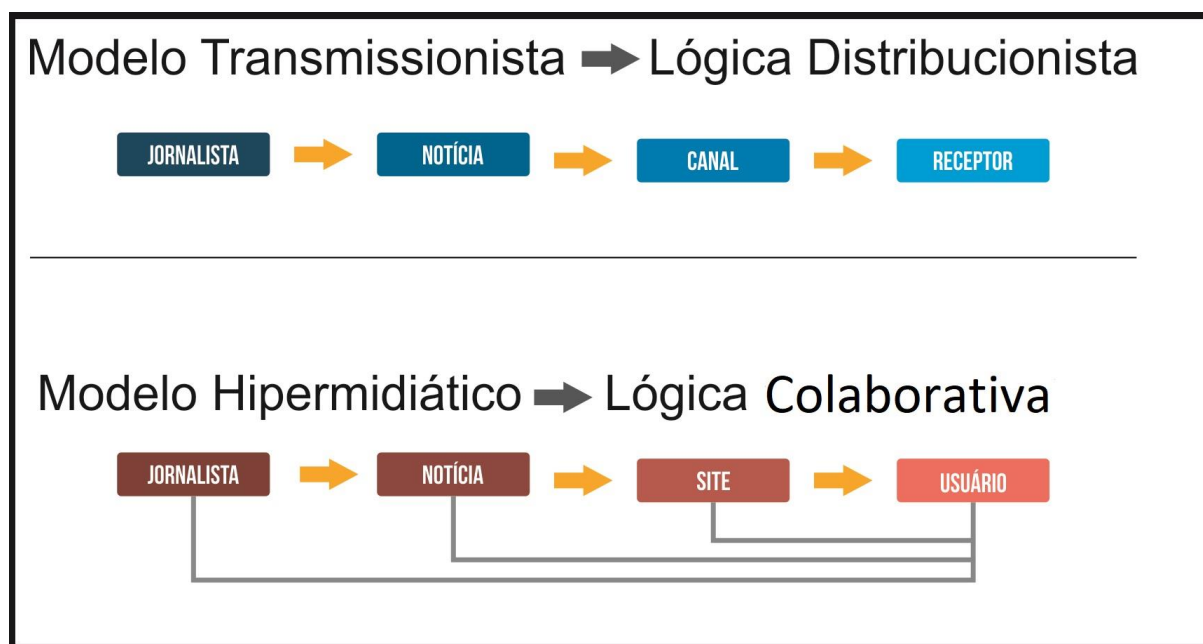 Modelo Transmissionista Lógica Distribucionista
JORNALISTA NOTÍCIA CANAL RECEPTOR
Modelo Hipermidiático Lógica Colaborativa
JORNALISTA NOTÍCIA SITE USUÁRIO